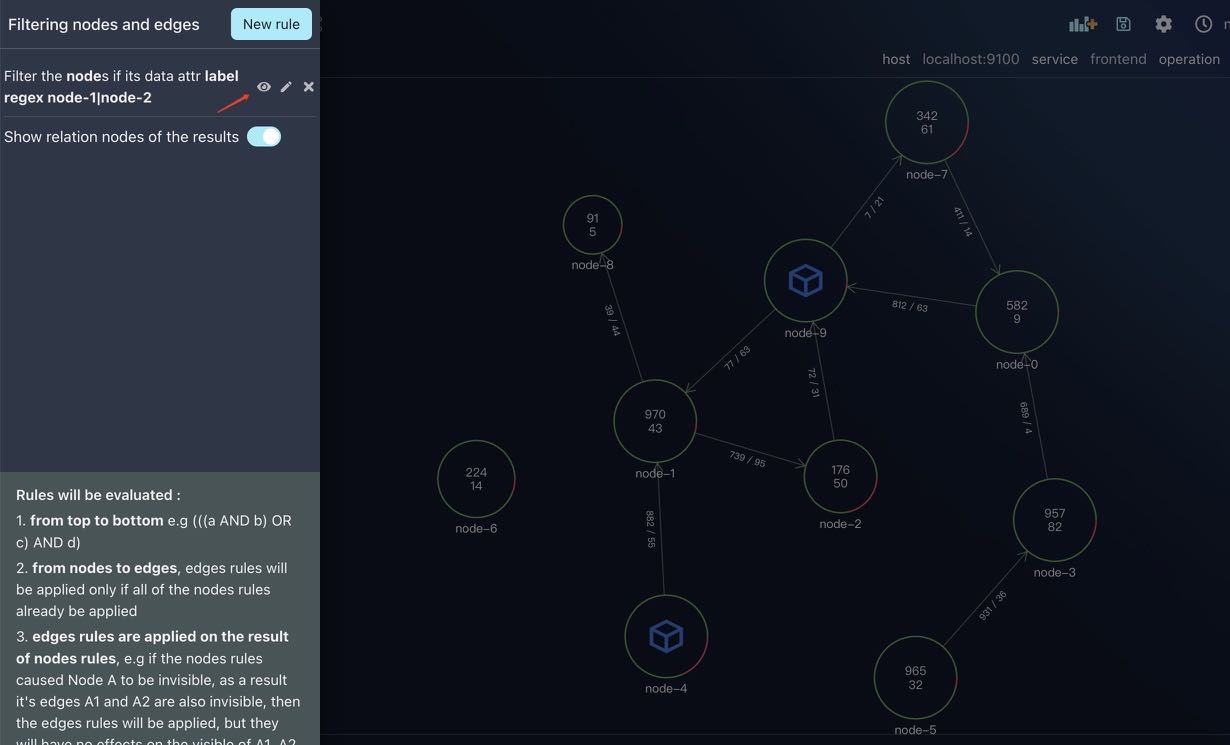 Filtering nodes and edges
New rule
Filter the nodes if its data attr label
regex node-1|node-2
Show relation nodes of the results
Rules will be evaluated :
1. from top to bottom e.g (((a AND b) OR
c) AND d)
2. from nodes to edges, edges rules will
be applied only if all of the nodes rules
already be applied
3. edges rules are applied on the result
of nodes rules, e.g if the nodes rules
caused Node A to be invisible, as a result
it's edges A1 and A2 are also invisible, then
the edges rules will be applied, but they
will have no effects on the visible of A1, A2
host localhost:9100 service frontend operation
342
61
node-7
7 / 21
411 / 14
91
5
node-8
39 / 44
node-9
812 / 63
582
9
node-0
77 / 63
72 / 31
689 / 4
970
43
node-1
739 / 95
176
50
node-2
224
14
node-6
882 / 55
957
82
node-3
931 / 36
node-4
965
32
node-5